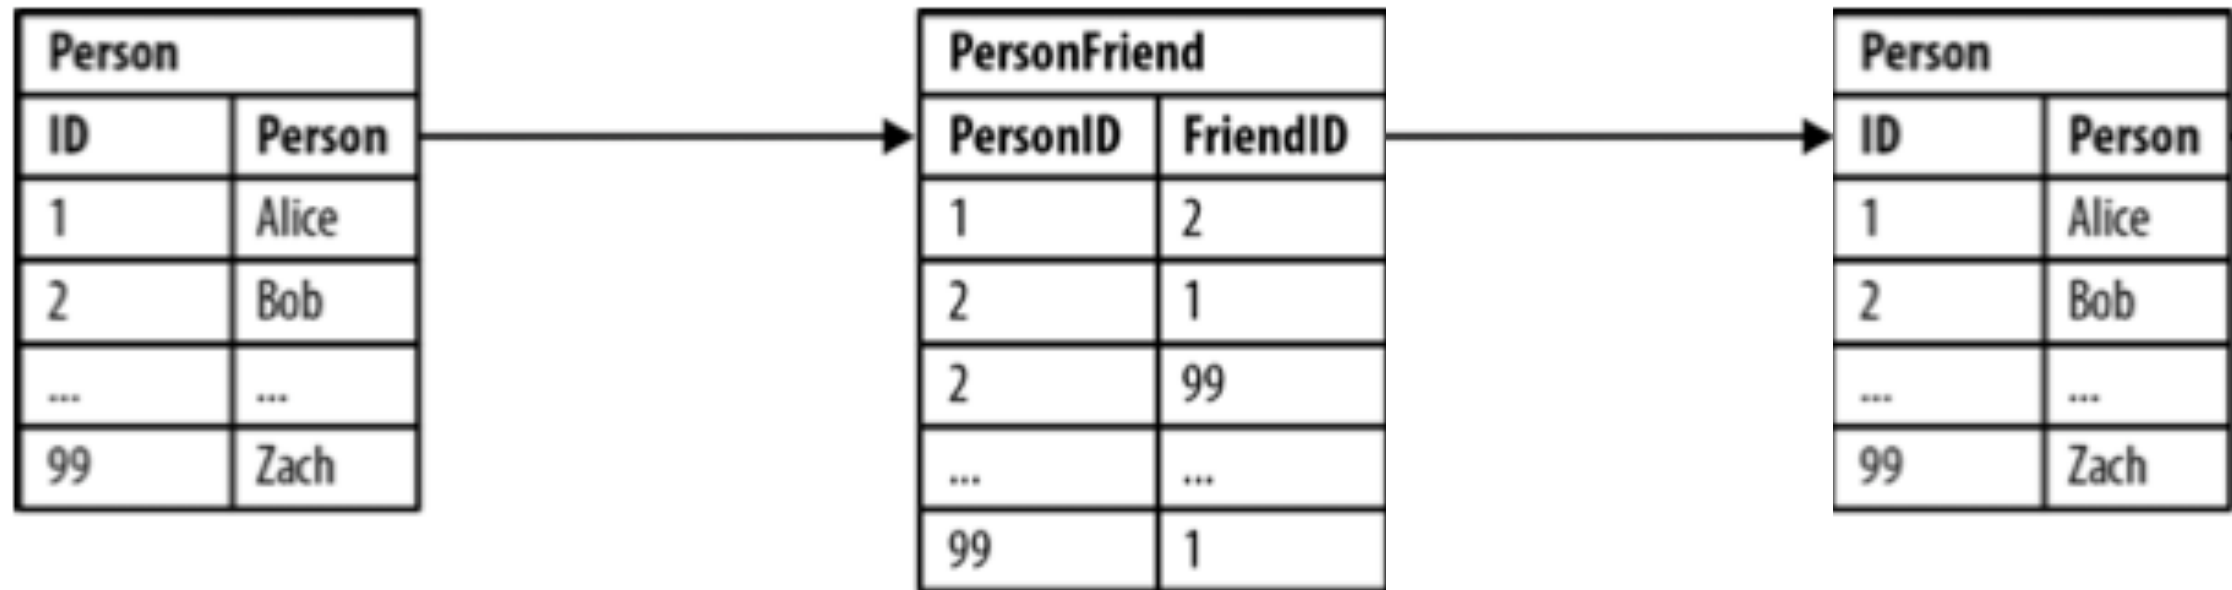 Person
ID Person
1 Alice
2 Bob
... ...
99 Zach
PersonFriend
PersonID FriendID
1 2
2 1
2 99
... ...
99 1
Person
ID Person
1 Alice
2 Bob
... ...
99 Zach